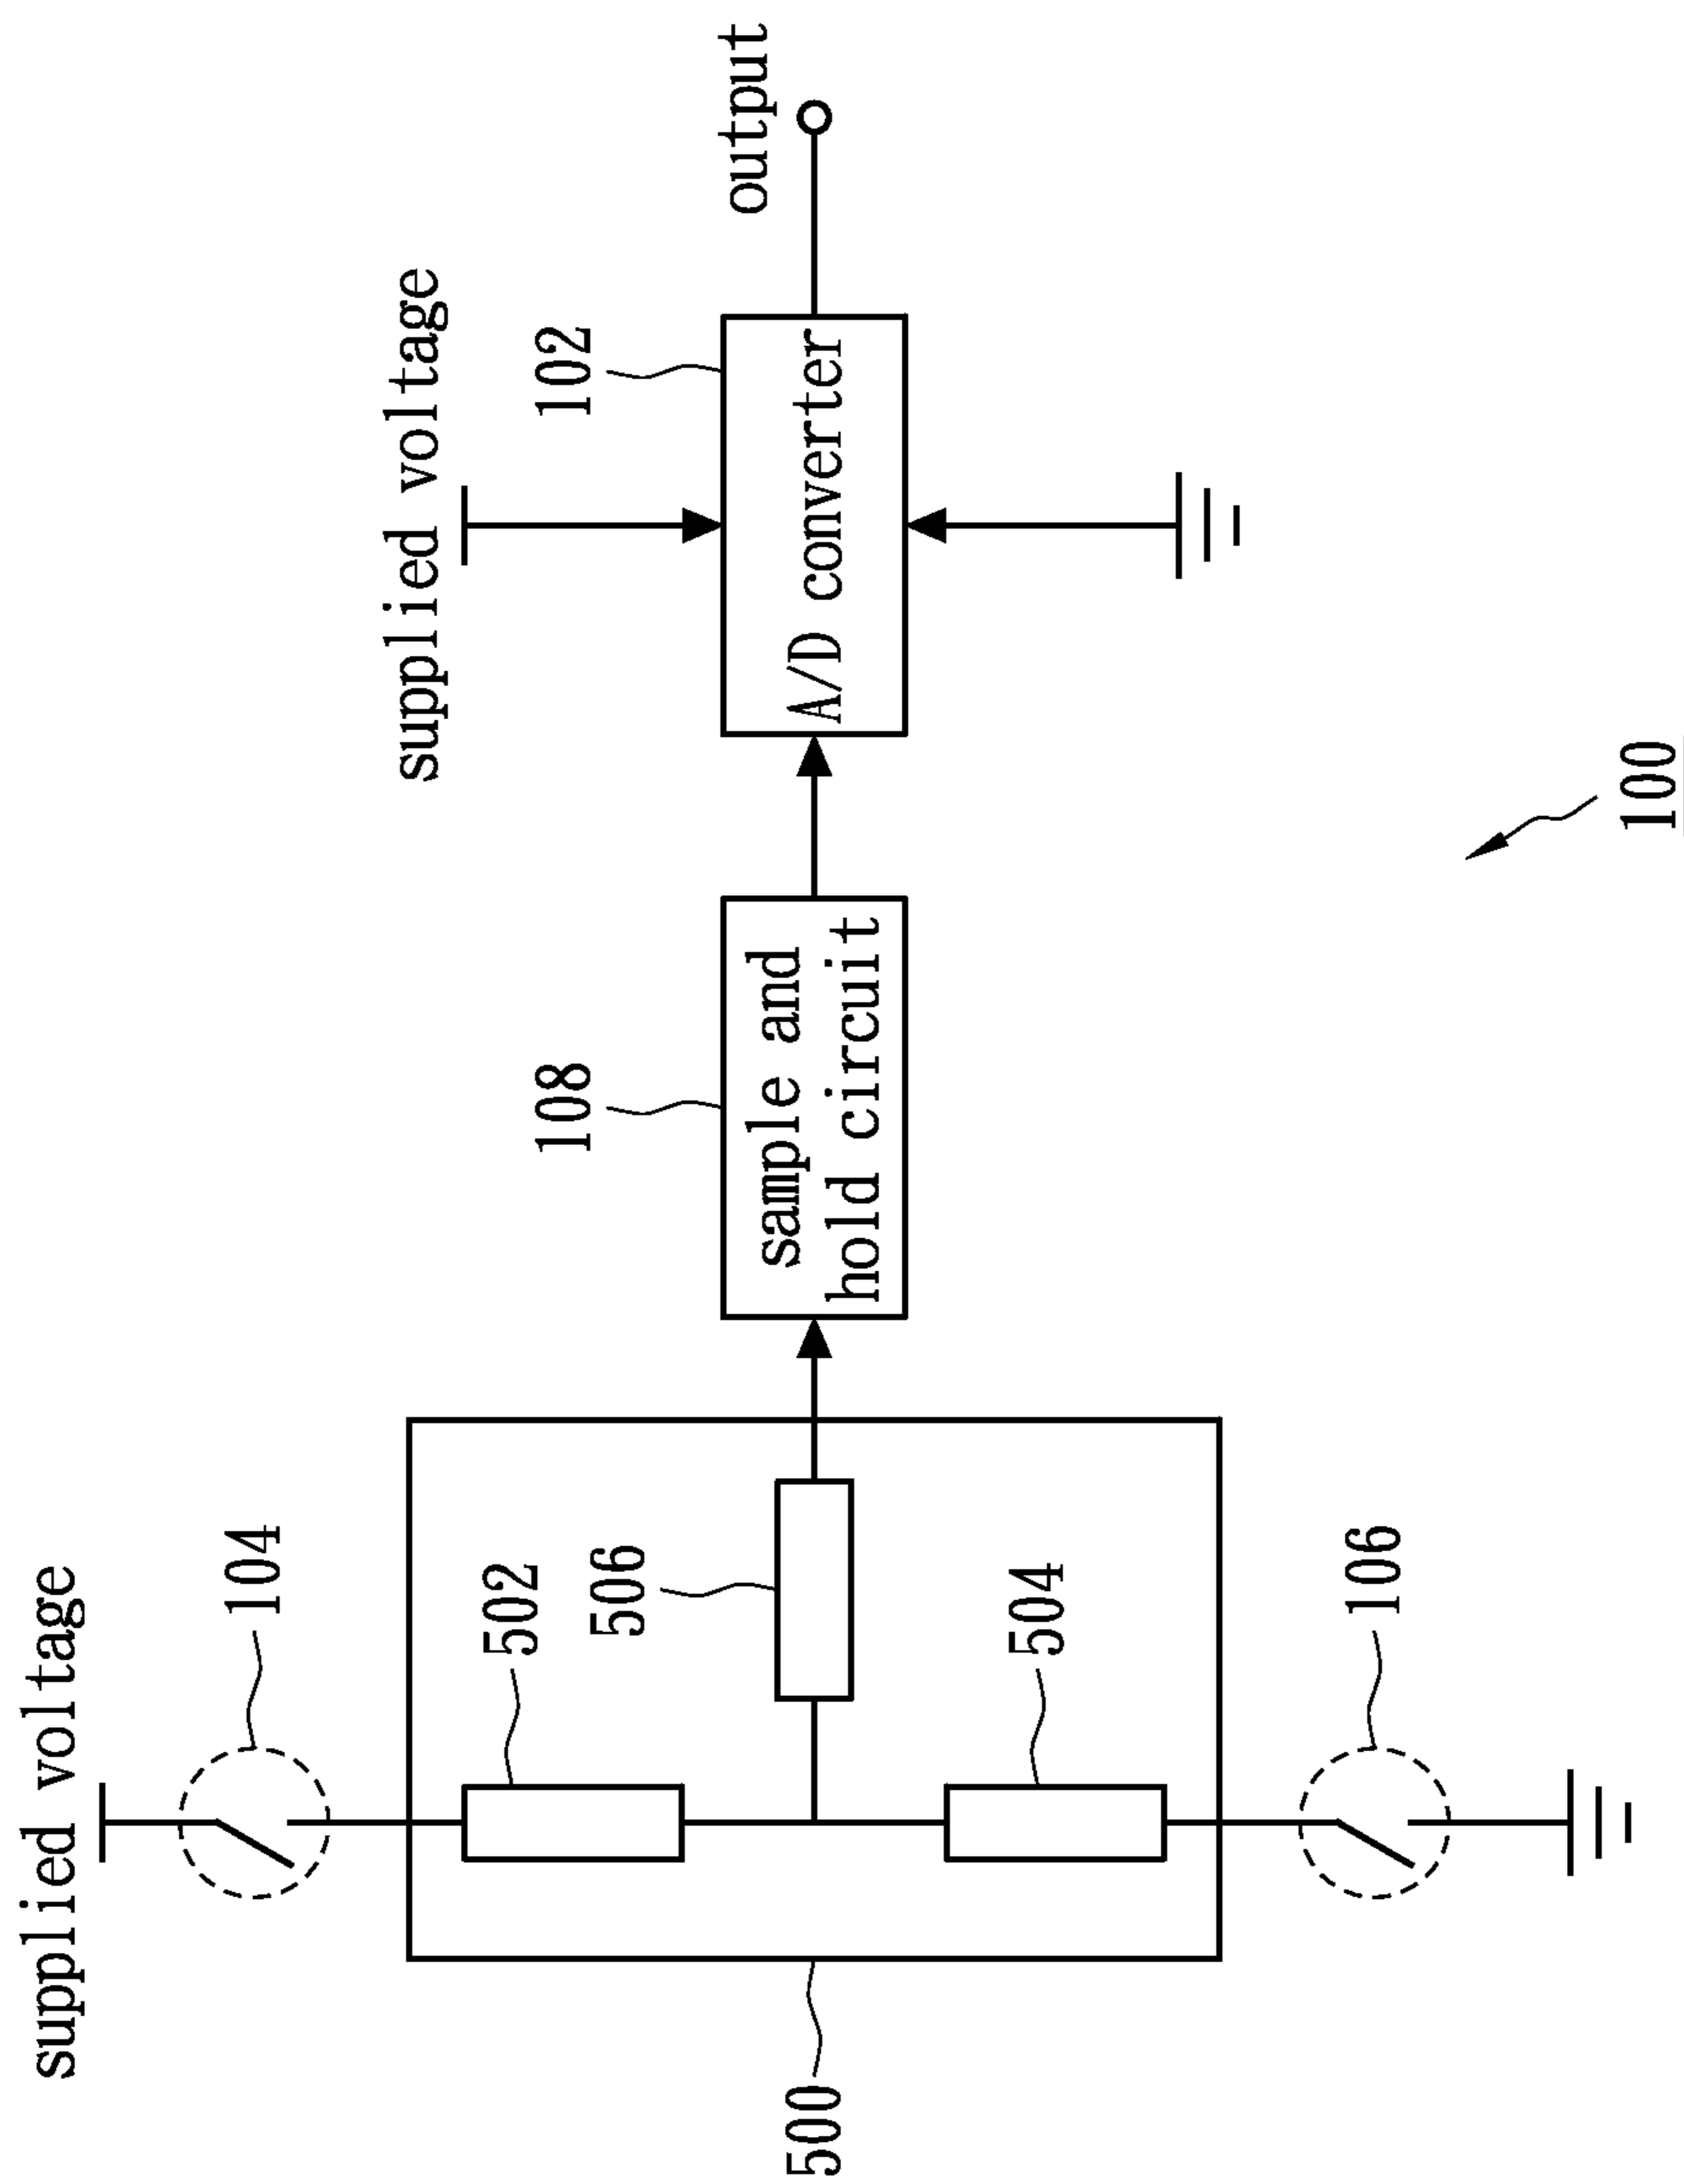 supplied voltage
104
502
506
504
106
500
108
sample and
hold circuit
supplied voltage
102
A/D converter
output
100